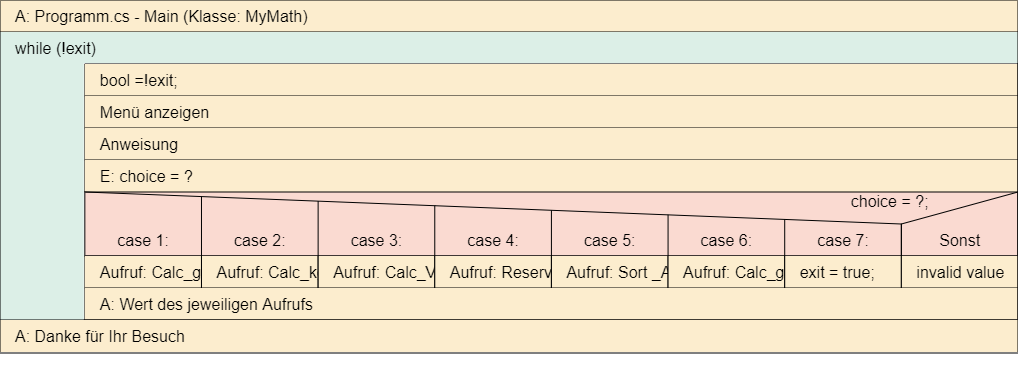 A: Programm.cs - Main (Klasse: MyMath)
while (!exit)
bool =!exit;
Menü anzeigen
Anweisung
E: choice = ?
choice = ?;
case 1: case 2: case 3: case 4: case 5: case 6: case 7: Sonst
Aufruf: Calc_g Aufruf: Calc_k Aufruf: Calc_V Aufruf: Reserv Aufruf: Sort _A Aufruf: Calc_g exit = true; invalid value
A: Wert des jeweiligen Aufrufs
A: Danke für Ihr Besuch